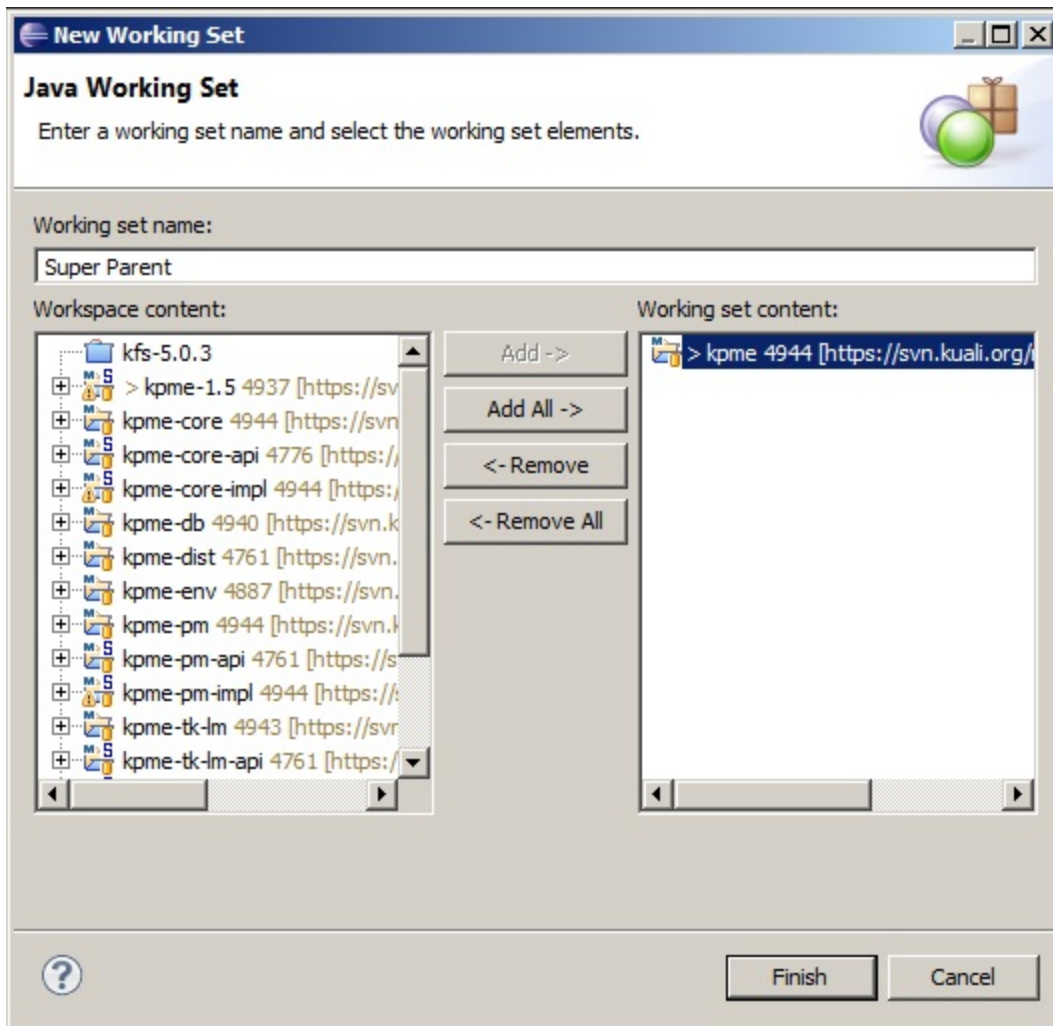 New Working Set
Java Working Set
Enter a working set name and select the working set elements.
Working set name:
Super Parent
Workspace content:
kfs-5.0.3
> kpme-1.5 4937 [https://sv
kpme-core 4944 [https://svn
kpme-core-api 4776 [https:/
kpme-core-impl 4944 [https:/
kpme-db 4940 [https://svn.k
kpme-dist 4761 [https://svn.
kpme-env 4887 [https://svn.
kpme-pm 4944 [https://svn.k
kpme-pm-api 4761 [https://s
kpme-pm-impl 4944 [https://
kpme-tk-lm 4943 [https://svn
kpme-tk-lm-api 4761 [https:/
Add ->
Add All ->
<- Remove
<- Remove All
Working set content:
> kpme 4944 [https://svn.kuali.org/
?
Finish
Cancel